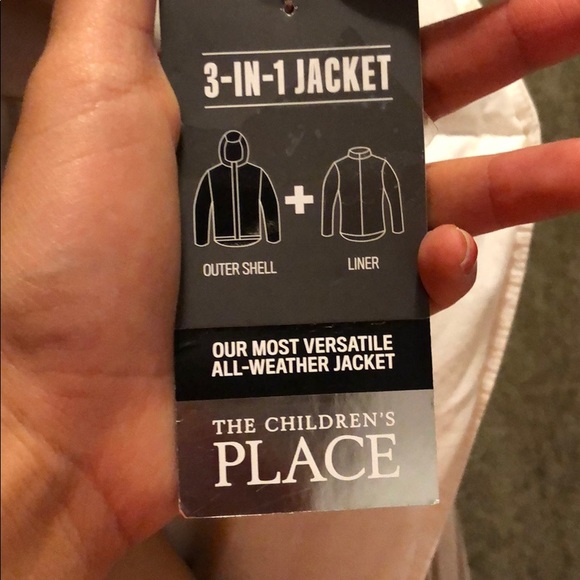 3-IN-1 JACKET
+
OUTER SHELL
LINER
OUR MOST VERSATILE
ALL-WEATHER JACKET
THE CHILDREN'S
PLACE